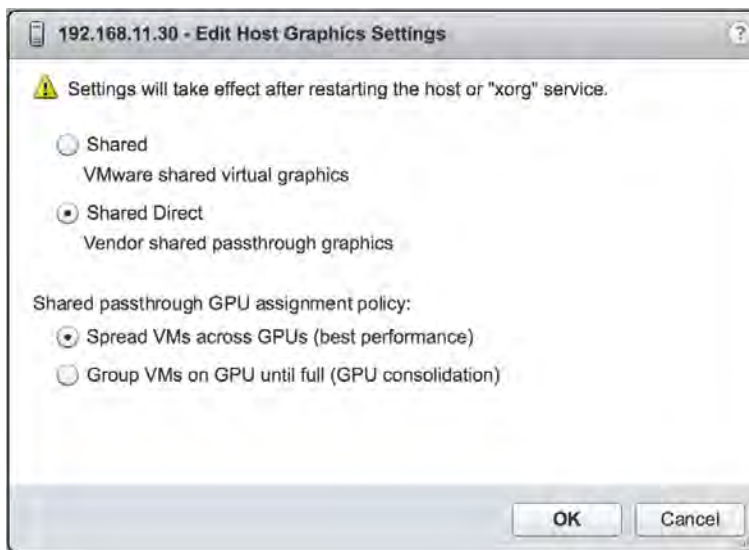 192.168.11.30 - Edit Host Graphics Settings
?
Settings will take effect after restarting the host or "xorg" service.
Shared
VMware shared virtual graphics
Shared Direct
Vendor shared passthrough graphics
Shared passthrough GPU assignment policy:
Spread VMs across GPUs (best performance)
Group VMs on GPU until full (GPU consolidation)
OK
Cancel